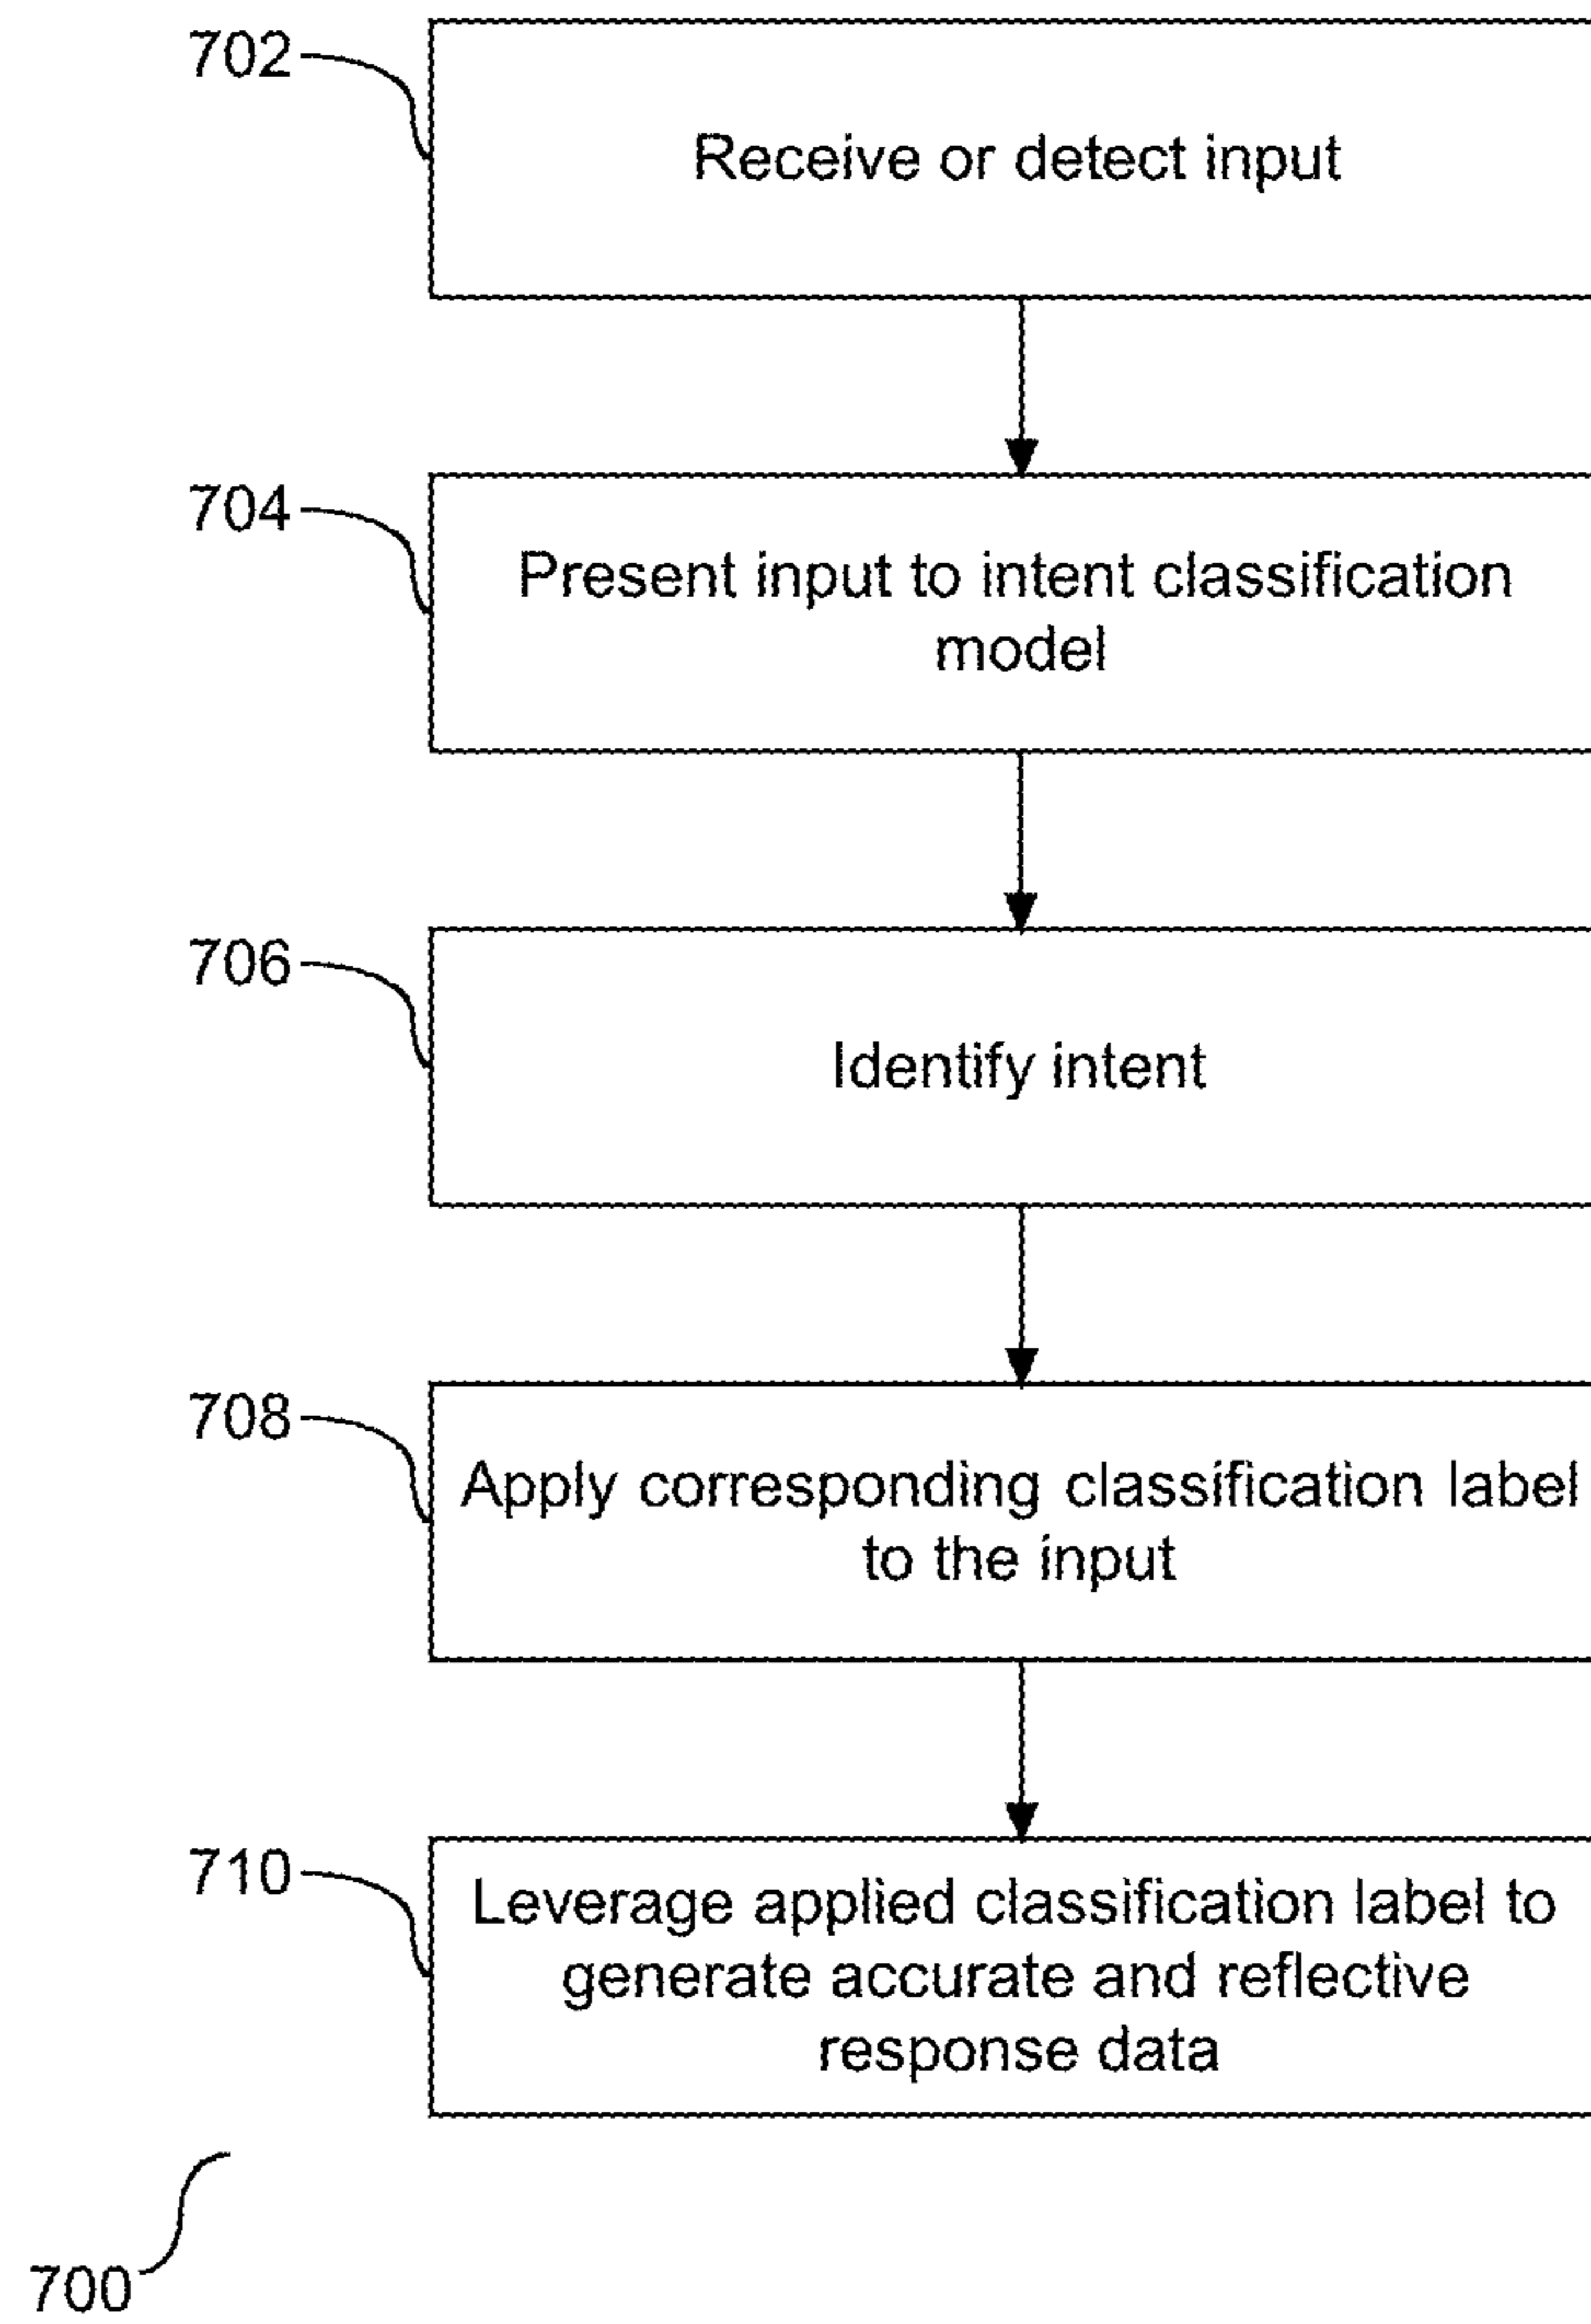 702
Receive or detect input
704
Present input to intent classification
model
706
Identify intent
708
Apply corresponding classification label
to the input
710
Leverage applied classification label to
generate accurate and reflective
response data
700